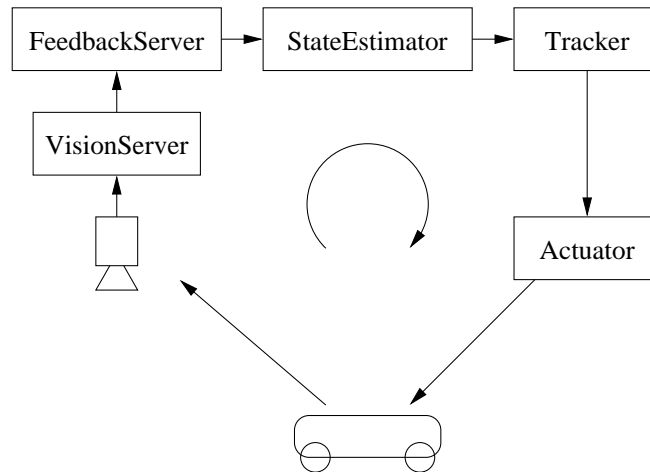 FeedbackServer
StateEstimator
Tracker
VisionServer
Actuator